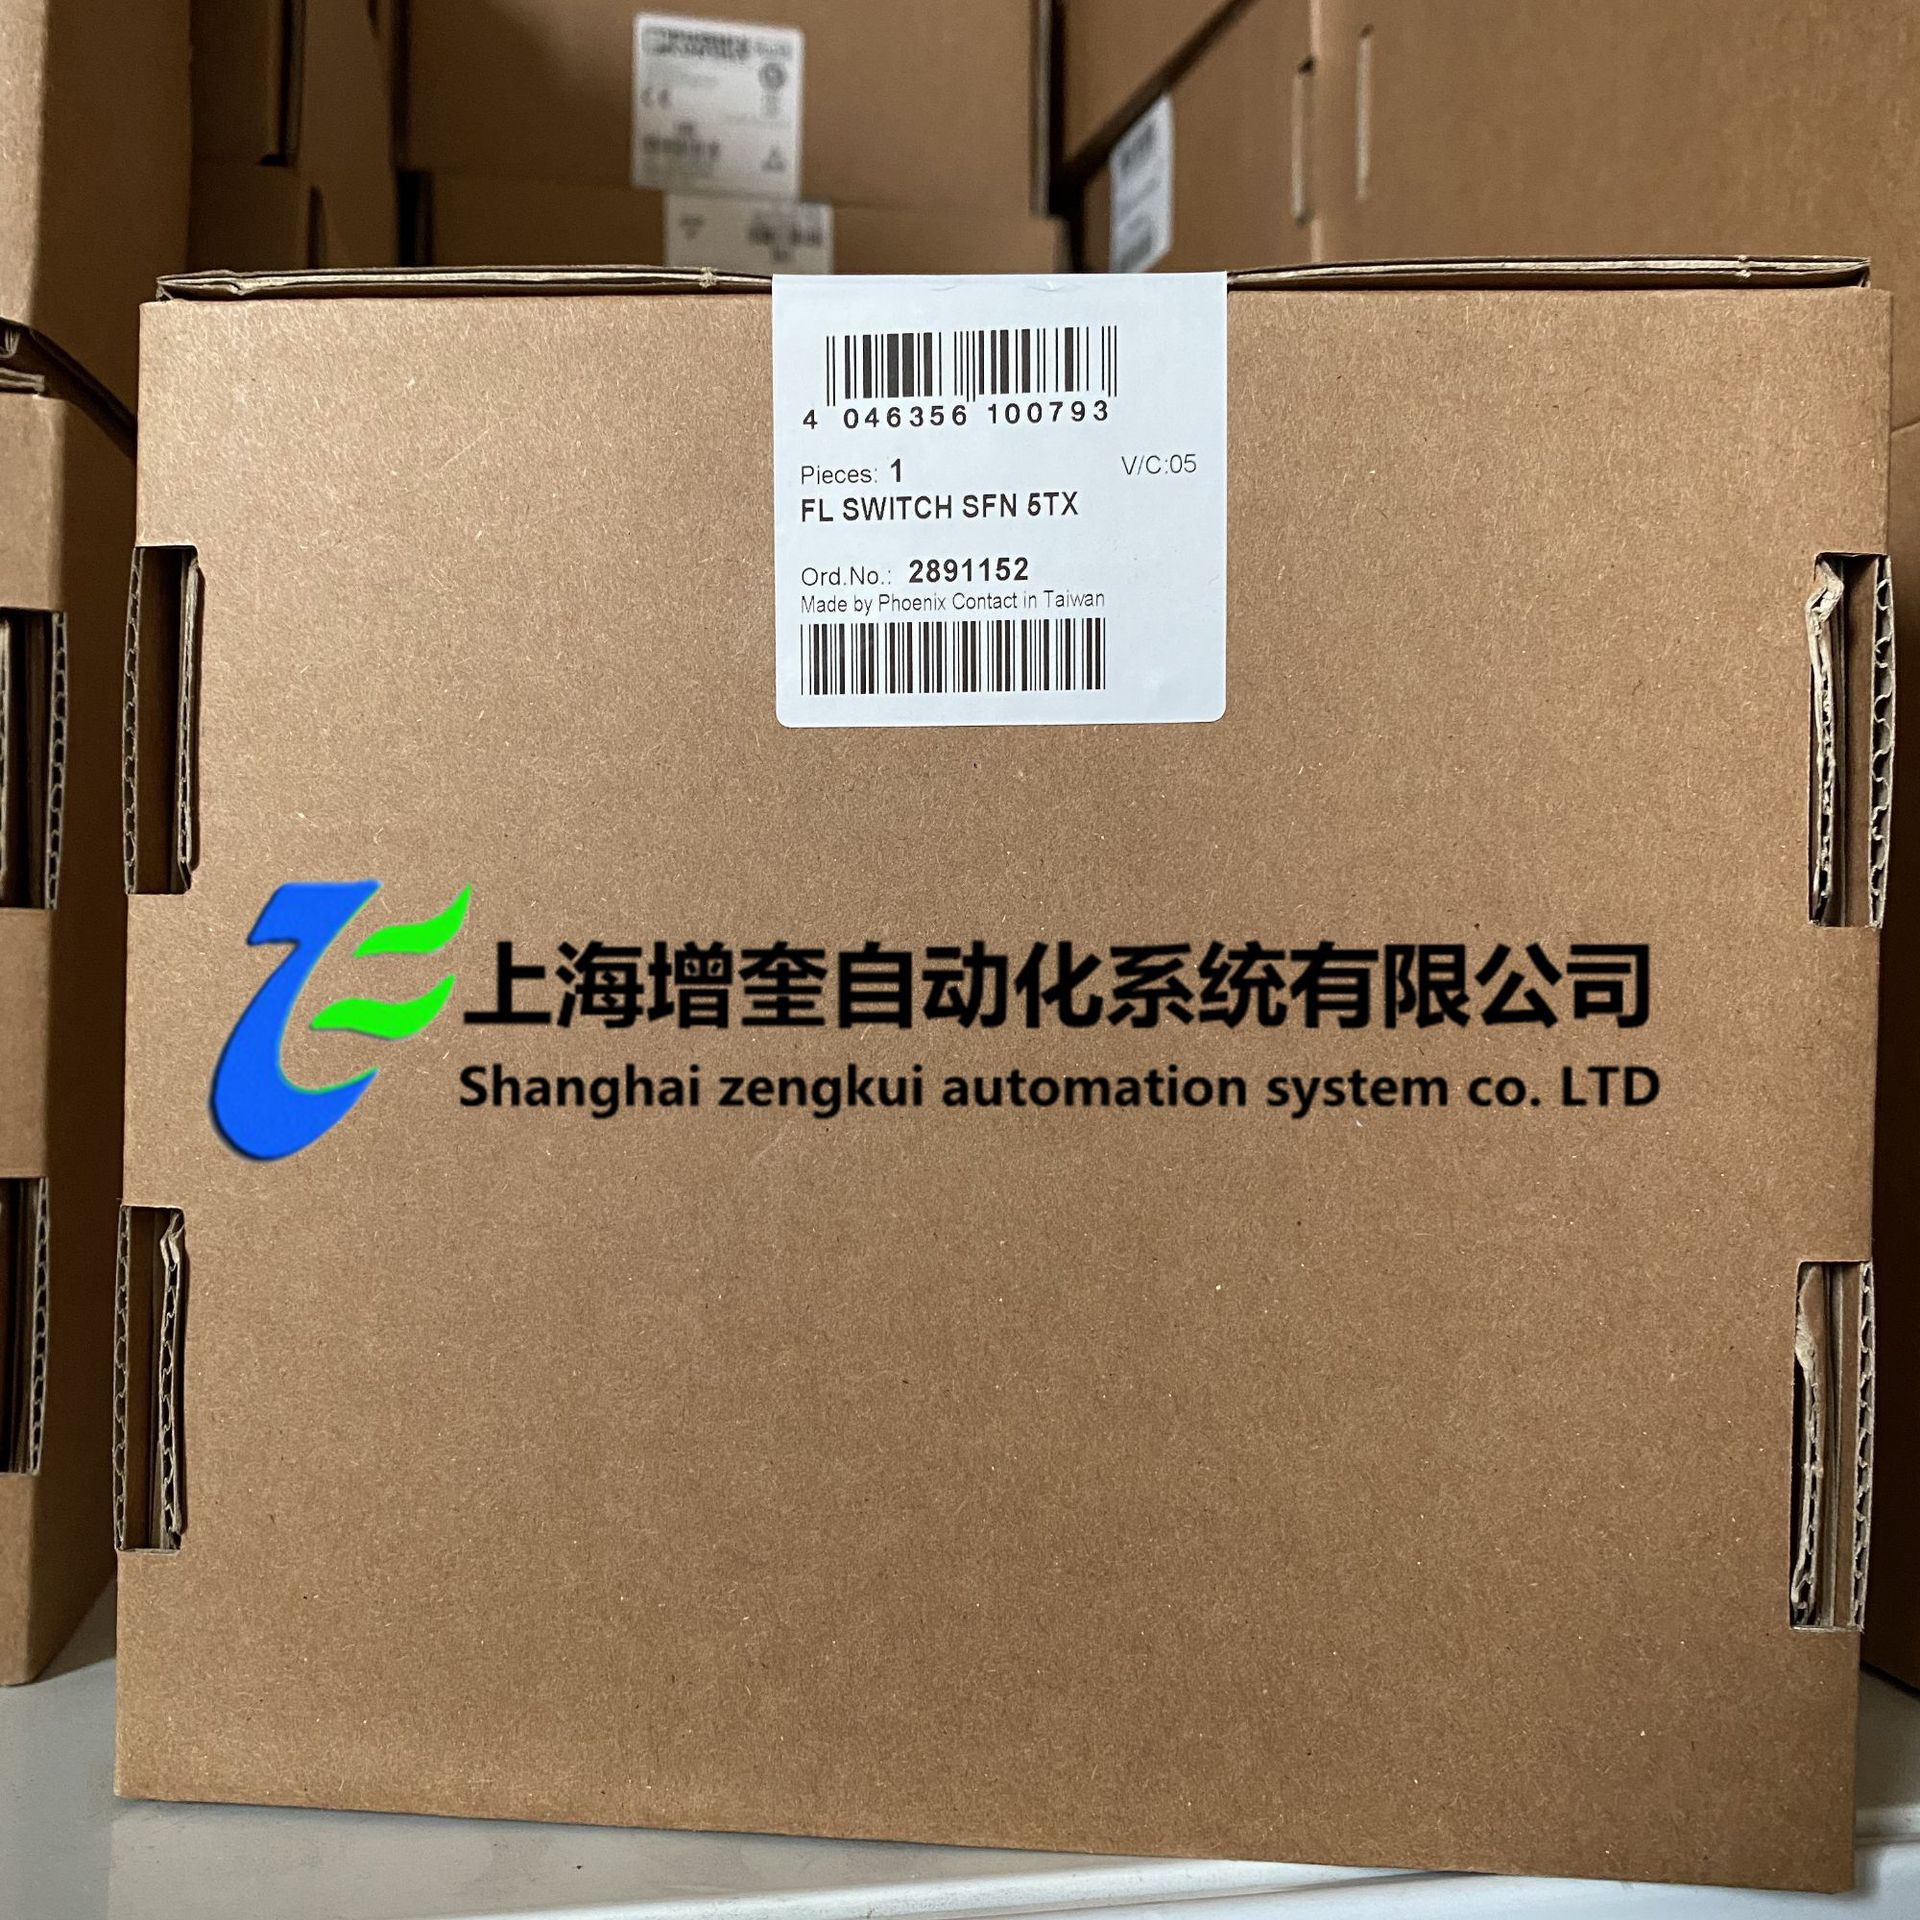 4 046356 100793
Pieces: 1
V/C:05
FL SWITCH SFN 5TX
Ord.No.: 2891152
Made by Phoenix Contact in Taiwan
上海增奎自动化系统有限公司
Shanghai zengkui automation system co. LTD